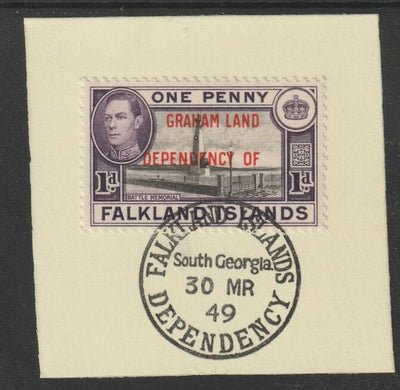 ONE PENNY
GRAHAM LAND
DEPENDENCY OF
1d 1d
BATTLE MEMORIAL
FALKLAND ISLANDS
FALKLAND ISLANDS
South Georgia.
30 MR
49
DEPENDENCY